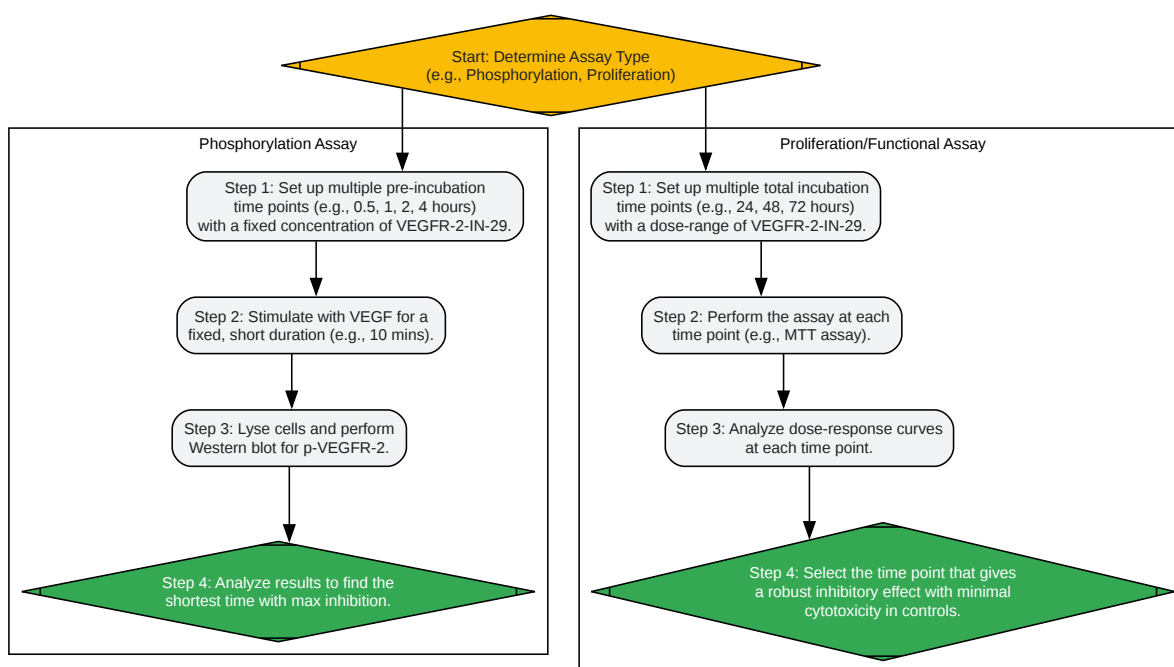 Start: Determine Assay Type
(e.g., Phosphorylation, Proliferation)
Phosphorylation Assay
Step 1: Set up multiple pre-incubation
time points (e.g., 0.5, 1, 2, 4 hours)
with a fixed concentration of VEGFR-2-IN-29.
Step 2: Stimulate with VEGF for a
fixed, short duration (e.g., 10 mins).
Step 3: Lyse cells and perform
Western blot for p-VEGFR-2.
Step 4: Analyze results to find the
shortest time with max inhibition.
Proliferation/Functional Assay
Step 1: Set up multiple total incubation
time points (e.g., 24, 48, 72 hours)
with a dose-range of VEGFR-2-IN-29.
Step 2: Perform the assay at each
time point (e.g., MTT assay).
Step 3: Analyze dose-response curves
at each time point.
Step 4: Select the time point that gives
a robust inhibitory effect with minimal
cytotoxicity in controls.